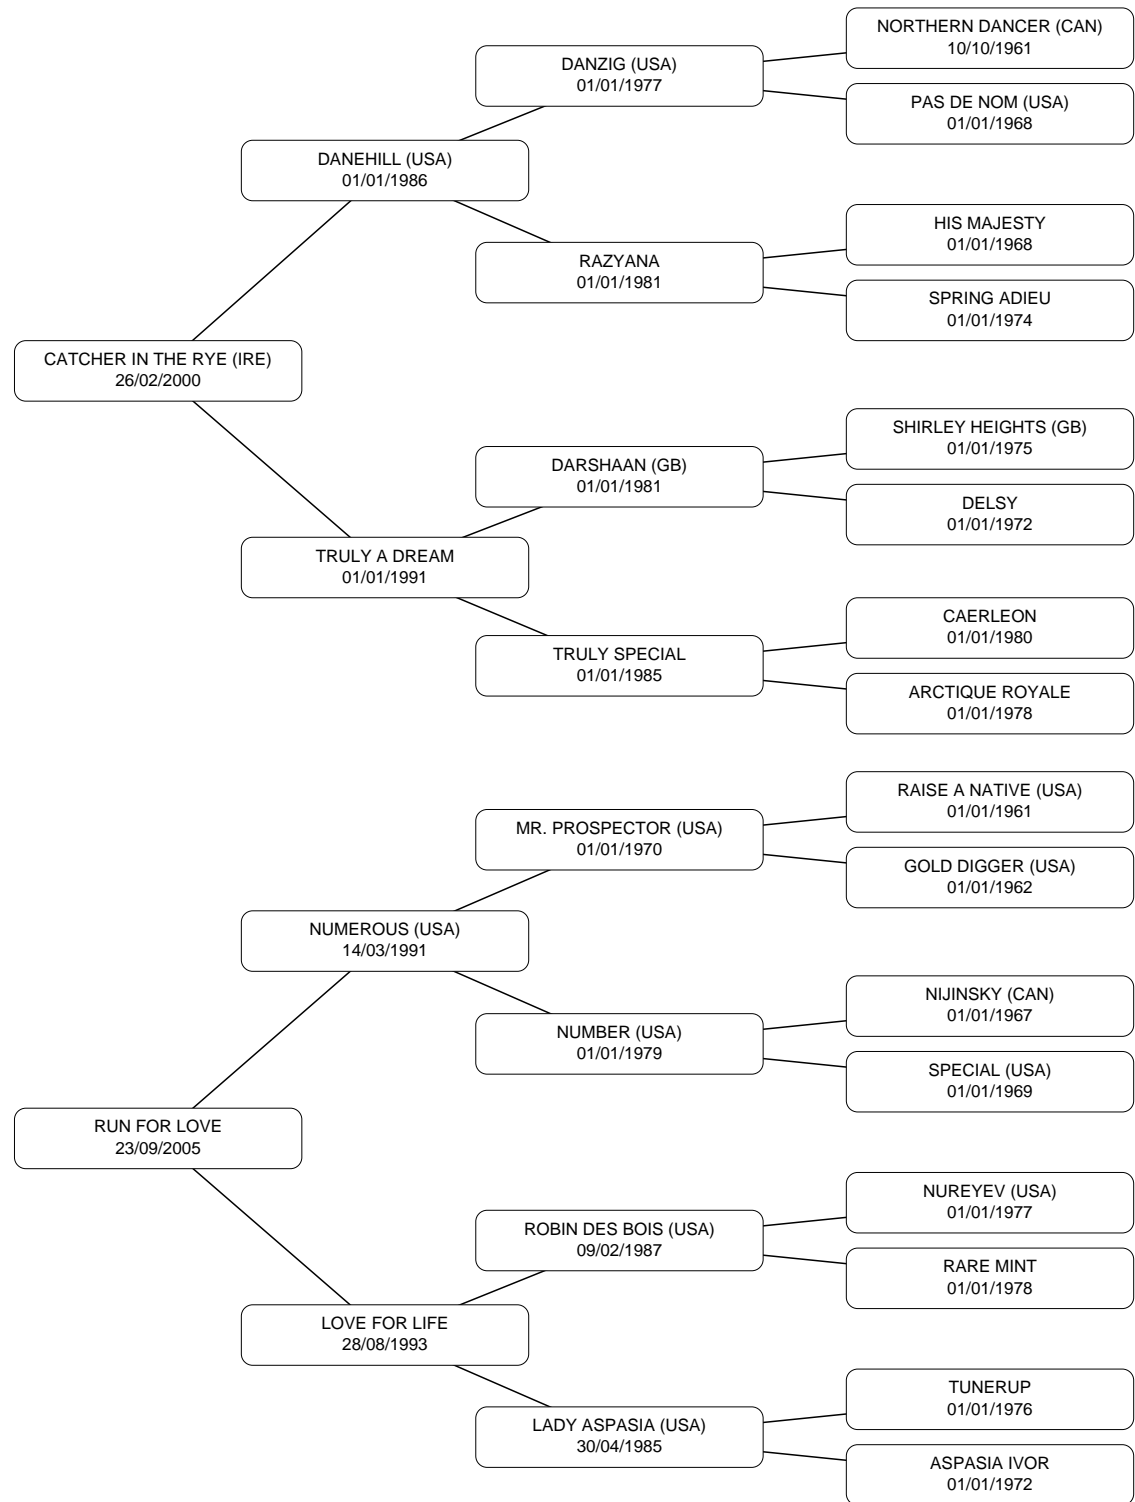 NORTHERN DANCER (CAN)
10/10/1961
DANZIG (USA)
01/01/1977
PAS DE NOM (USA)
01/01/1968
DANEHILL (USA)
01/01/1986
HIS MAJESTY
01/01/1968
RAZYANA
01/01/1981
SPRING ADIEU
01/01/1974
CATCHER IN THE RYE (IRE)
26/02/2000
SHIRLEY HEIGHTS (GB)
01/01/1975
DARSHAAN (GB)
01/01/1981
DELSY
01/01/1972
TRULY A DREAM
01/01/1991
CAERLEON
01/01/1980
TRULY SPECIAL
01/01/1985
ARCTIQUE ROYALE
01/01/1978
RAISE A NATIVE (USA)
01/01/1961
MR. PROSPECTOR (USA)
01/01/1970
GOLD DIGGER (USA)
01/01/1962
NUMEROUS (USA)
14/03/1991
NIJINSKY (CAN)
01/01/1967
NUMBER (USA)
01/01/1979
SPECIAL (USA)
01/01/1969
RUN FOR LOVE
23/09/2005
NUREYEV (USA)
01/01/1977
ROBIN DES BOIS (USA)
09/02/1987
RARE MINT
01/01/1978
LOVE FOR LIFE
28/08/1993
TUNERUP
01/01/1976
LADY ASPASIA (USA)
30/04/1985
ASPASIA IVOR
01/01/1972